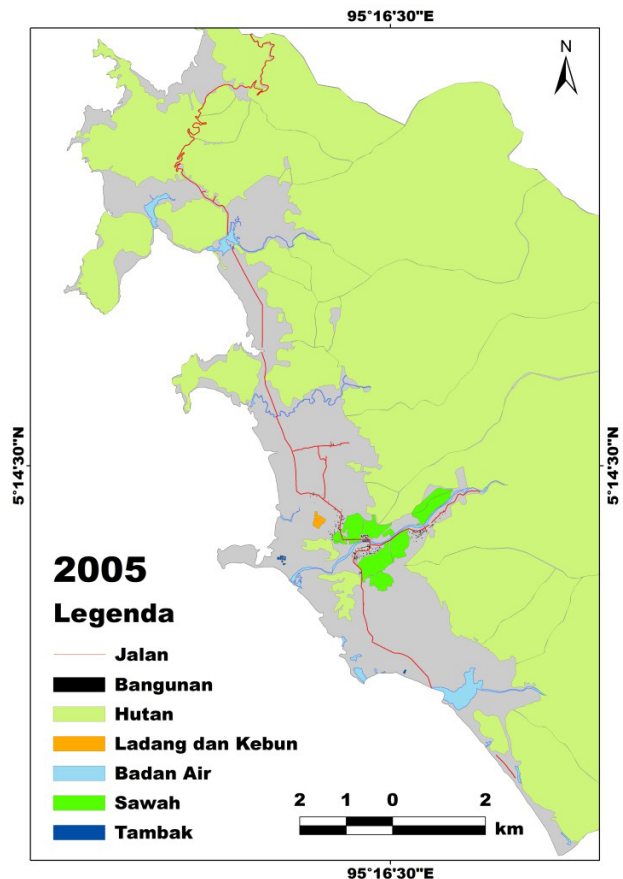 95°16'30"E
N
5°14'30"N
5°14'30"N
2005
Legenda
Jalan
Bangunan
Hutan
Ladang dan Kebun
Badan Air
Sawah
Tambak
2 1 0 2
km
95°16'30"E